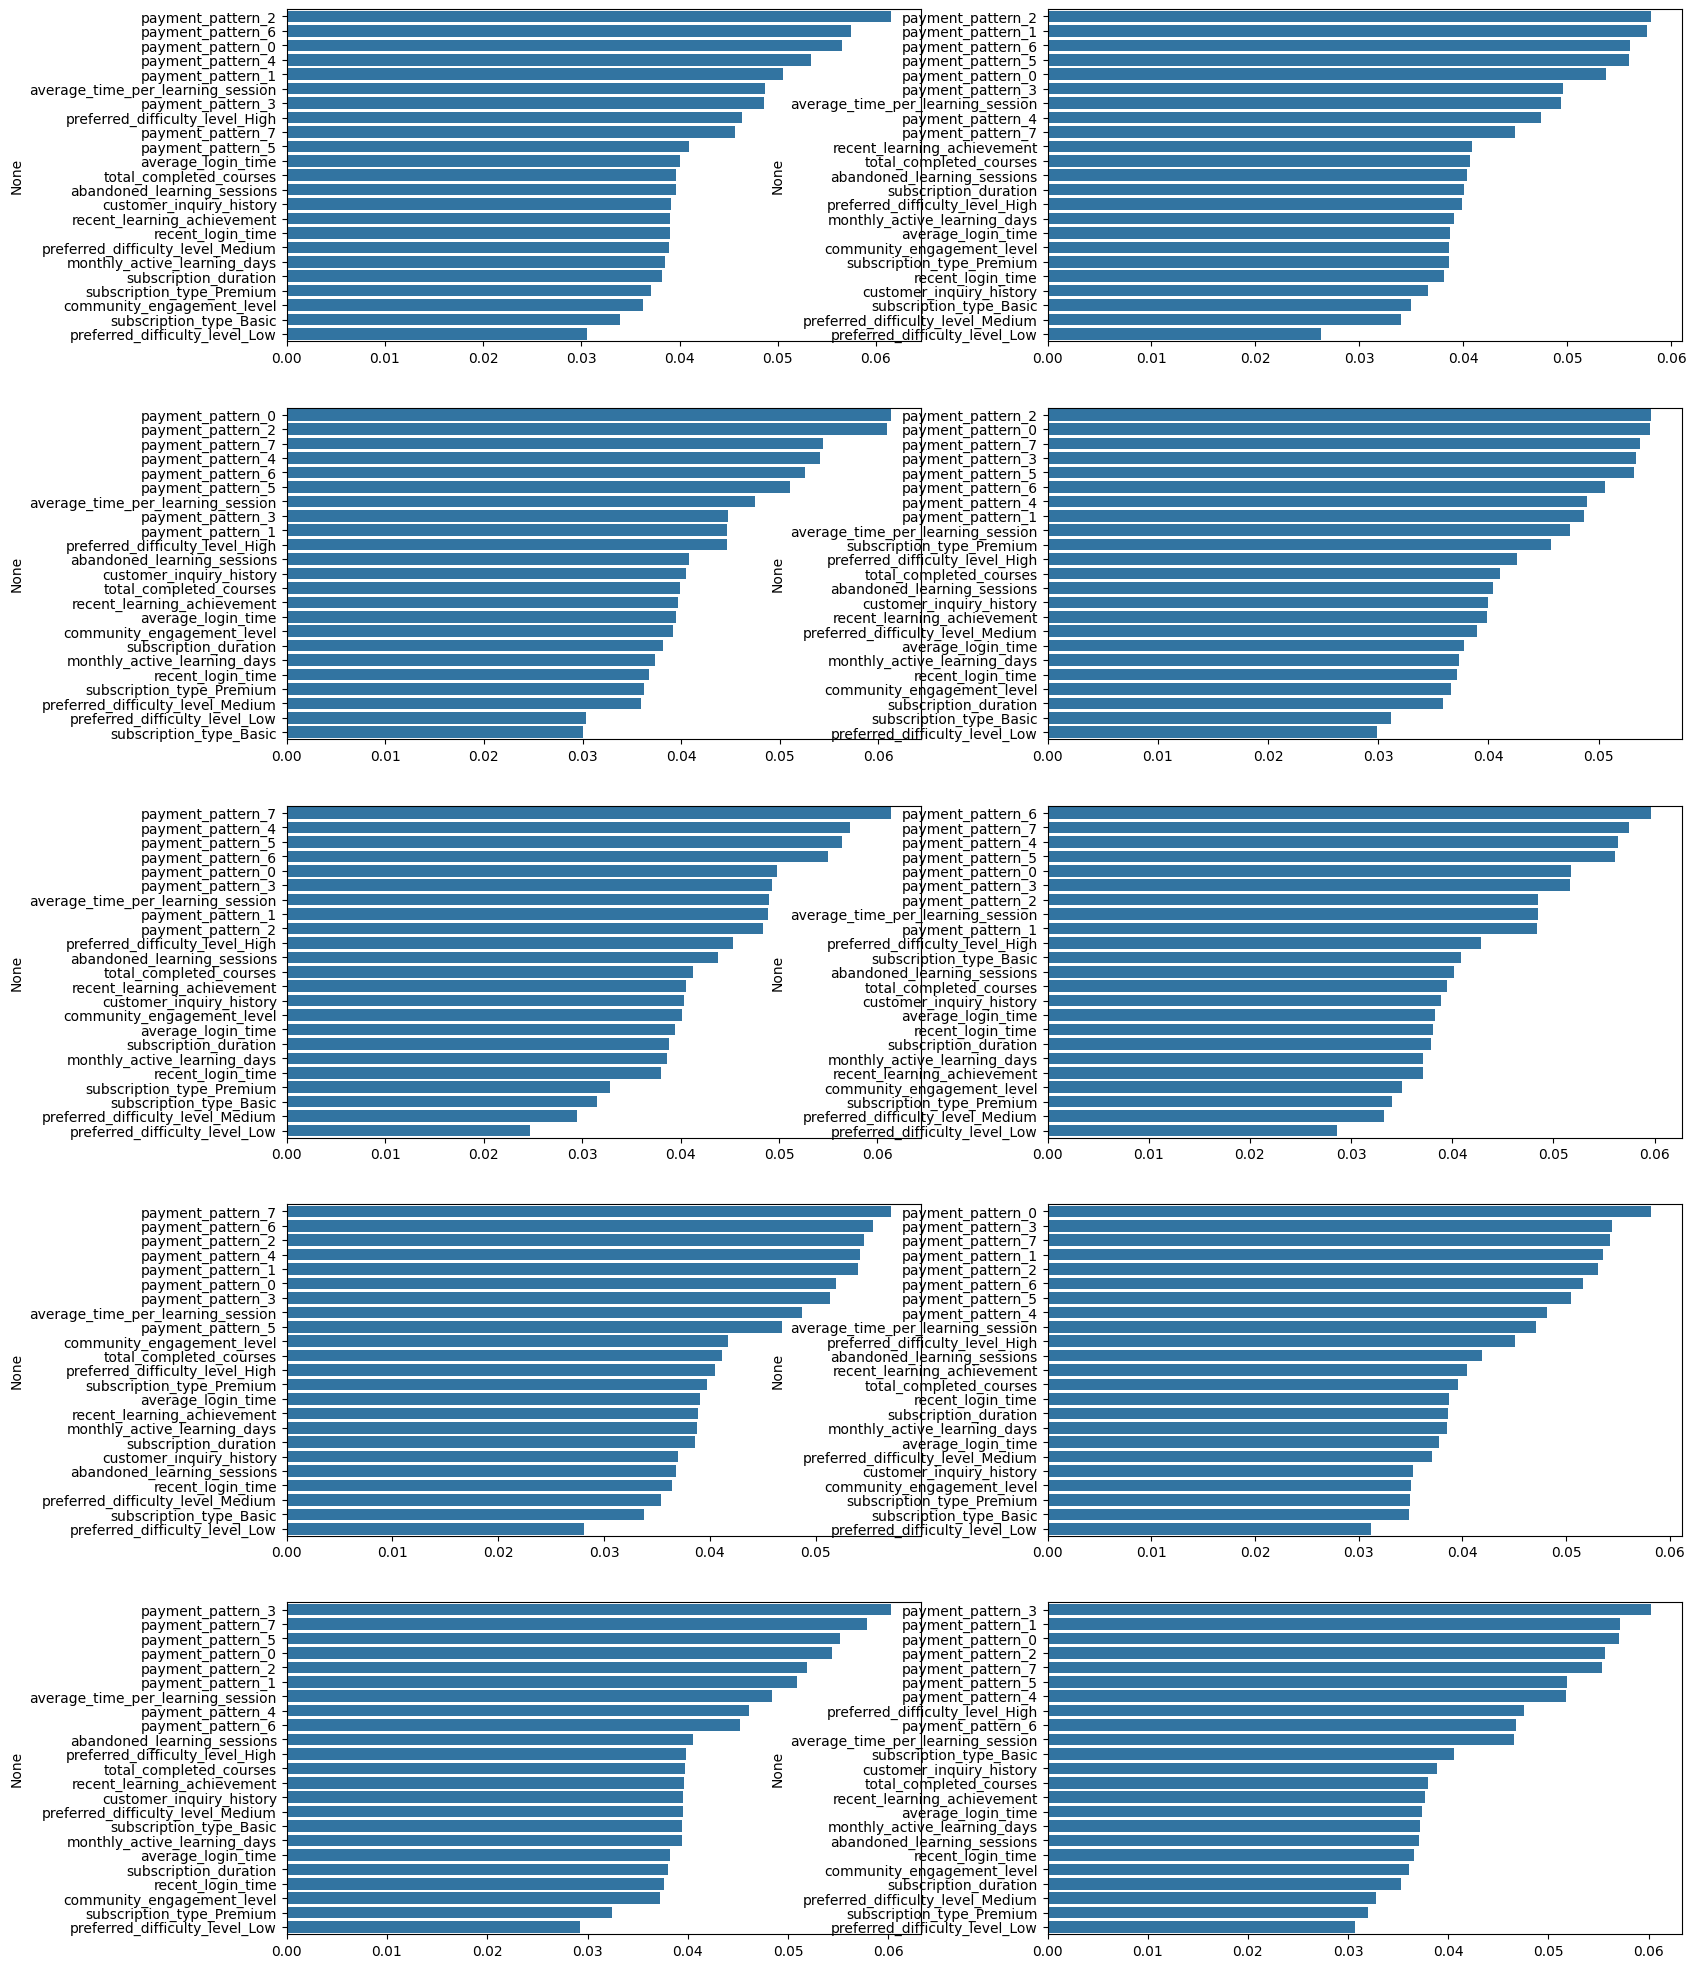 payment_pattern_2
payment_pattern_6
payment_pattern_0
payment_pattern_4
payment_pattern_1
average_time_per_learning_session
payment_pattern_3
preferred_difficulty_level_High
payment_pattern_7
payment_pattern_5
average_login_time
total_completed_courses
abandoned_learning_sessions
customer_inquiry_history
recent_learning_achievement
recent_login_time
preferred_difficulty_level_Medium
monthly_active_learning_days
subscription_duration
subscription_type_Premium
community_engagement_level
subscription_type_Basic
preferred_difficulty_level_Low
None
0.00 0.01 0.02 0.03 0.04 0.05 0.06
payment_pattern_2
payment_pattern_1
payment_pattern_6
payment_pattern_5
payment_pattern_0
payment_pattern_3
average_time_per_learning_session
payment_pattern_4
payment_pattern_7
recent_learning_achievement
total_completed_courses
abandoned_learning_sessions
subscription_duration
preferred_difficulty_level_High
monthly_active_learning_days
average_login_time
community_engagement_level
subscription_type_Premium
recent_login_time
customer_inquiry_history
subscription_type_Basic
preferred_difficulty_level_Medium
preferred_difficulty_level_Low
None
0.00 0.01 0.02 0.03 0.04 0.05 0.06
payment_pattern_0
payment_pattern_2
payment_pattern_7
payment_pattern_4
payment_pattern_6
payment_pattern_5
average_time_per_learning_session
payment_pattern_3
payment_pattern_1
preferred_difficulty_level_High
abandoned_learning_sessions
customer_inquiry_history
total_completed_courses
recent_learning_achievement
average_login_time
community_engagement_level
subscription_duration
monthly_active_learning_days
recent_login_time
subscription_type_Premium
preferred_difficulty_level_Medium
preferred_difficulty_level_Low
subscription_type_Basic
None
0.00 0.01 0.02 0.03 0.04 0.05 0.06
payment_pattern_2
payment_pattern_0
payment_pattern_7
payment_pattern_3
payment_pattern_5
payment_pattern_6
payment_pattern_4
payment_pattern_1
average_time_per_learning_session
subscription_type_Premium
preferred_difficulty_level_High
total_completed_courses
abandoned_learning_sessions
customer_inquiry_history
recent_learning_achievement
preferred_difficulty_level_Medium
average_login_time
monthly_active_learning_days
recent_login_time
community_engagement_level
subscription_duration
subscription_type_Basic
preferred_difficulty_level_Low
None
0.00 0.01 0.02 0.03 0.04 0.05
payment_pattern_7
payment_pattern_4
payment_pattern_5
payment_pattern_6
payment_pattern_0
payment_pattern_3
average_time_per_learning_session
payment_pattern_1
payment_pattern_2
preferred_difficulty_level_High
abandoned_learning_sessions
total_completed_courses
recent_learning_achievement
customer_inquiry_history
community_engagement_level
average_login_time
subscription_duration
monthly_active_learning_days
recent_login_time
subscription_type_Premium
subscription_type_Basic
preferred_difficulty_level_Medium
preferred_difficulty_level_Low
None
0.00 0.01 0.02 0.03 0.04 0.05 0.06
payment_pattern_6
payment_pattern_7
payment_pattern_4
payment_pattern_5
payment_pattern_0
payment_pattern_3
payment_pattern_2
average_time_per_learning_session
payment_pattern_1
preferred_difficulty_level_High
subscription_type_Basic
abandoned_learning_sessions
total_completed_courses
customer_inquiry_history
average_login_time
recent_login_time
subscription_duration
monthly_active_learning_days
recent_learning_achievement
community_engagement_level
subscription_type_Premium
preferred_difficulty_level_Medium
preferred_difficulty_level_Low
None
0.00 0.01 0.02 0.03 0.04 0.05 0.06
payment_pattern_7
payment_pattern_6
payment_pattern_2
payment_pattern_4
payment_pattern_1
payment_pattern_0
payment_pattern_3
average_time_per_learning_session
payment_pattern_5
community_engagement_level
total_completed_courses
preferred_difficulty_level_High
subscription_type_Premium
average_login_time
recent_learning_achievement
monthly_active_learning_days
subscription_duration
customer_inquiry_history
abandoned_learning_sessions
recent_login_time
preferred_difficulty_level_Medium
subscription_type_Basic
preferred_difficulty_level_Low
None
0.00 0.01 0.02 0.03 0.04 0.05
payment_pattern_0
payment_pattern_3
payment_pattern_7
payment_pattern_1
payment_pattern_2
payment_pattern_6
payment_pattern_5
payment_pattern_4
average_time_per_learning_session
preferred_difficulty_level_High
abandoned_learning_sessions
recent_learning_achievement
total_completed_courses
recent_login_time
subscription_duration
monthly_active_learning_days
average_login_time
preferred_difficulty_level_Medium
customer_inquiry_history
community_engagement_level
subscription_type_Premium
subscription_type_Basic
preferred_difficulty_level_Low
None
0.00 0.01 0.02 0.03 0.04 0.05 0.06
payment_pattern_3
payment_pattern_7
payment_pattern_5
payment_pattern_0
payment_pattern_2
payment_pattern_1
average_time_per_learning_session
payment_pattern_4
payment_pattern_6
abandoned_learning_sessions
preferred_difficulty_level_High
total_completed_courses
recent_learning_achievement
customer_inquiry_history
preferred_difficulty_level_Medium
subscription_type_Basic
monthly_active_learning_days
average_login_time
subscription_duration
recent_login_time
community_engagement_level
subscription_type_Premium
preferred_difficulty_level_Low
None
0.00 0.01 0.02 0.03 0.04 0.05 0.06
payment_pattern_3
payment_pattern_1
payment_pattern_0
payment_pattern_2
payment_pattern_7
payment_pattern_5
payment_pattern_4
preferred_difficulty_level_High
payment_pattern_6
average_time_per_learning_session
subscription_type_Basic
customer_inquiry_history
total_completed_courses
recent_learning_achievement
average_login_time
monthly_active_learning_days
abandoned_learning_sessions
recent_login_time
community_engagement_level
subscription_duration
preferred_difficulty_level_Medium
subscription_type_Premium
preferred_difficulty_level_Low
None
0.00 0.01 0.02 0.03 0.04 0.05 0.06